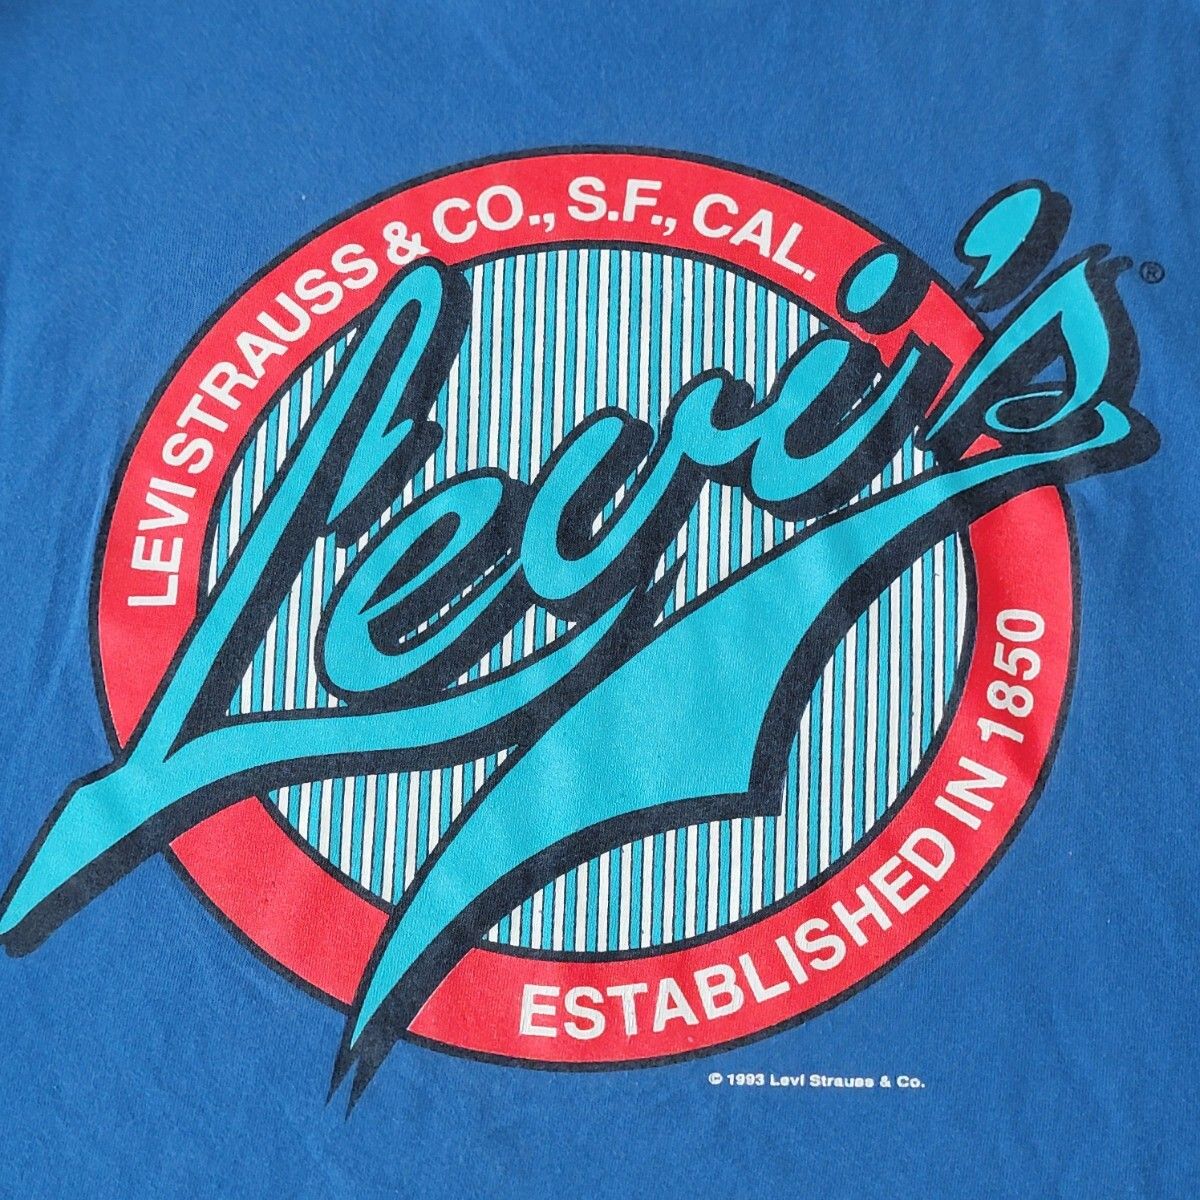 LEVI STRAUSS & CO., S.F., CAL.
Levi's ®
ESTABLISHED IN 1850
© 1993 Levi Strauss & Co.